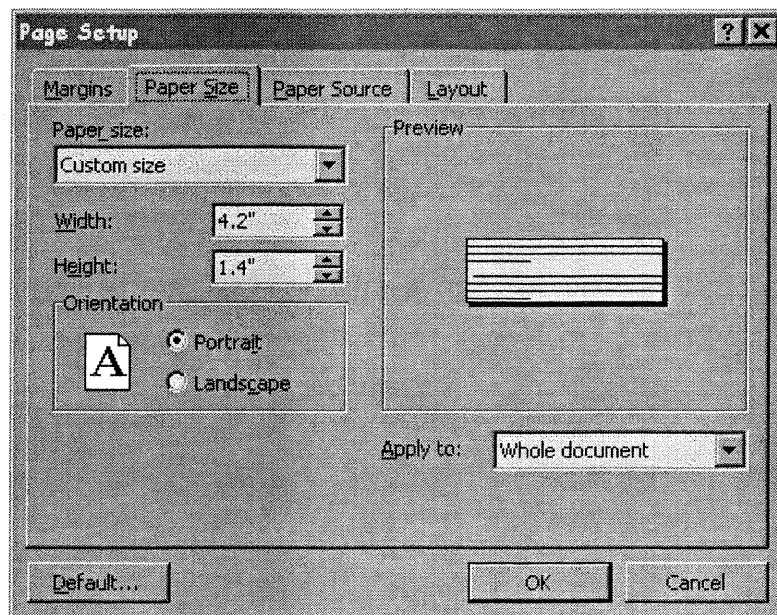 Page Setup ? X
Margins Paper Size Paper Source Layout
Paper size:
Custom size
Width: 4.2"
Height: 1.4"
Orientation
A
Portrait
Landscape
Preview
Apply to: Whole document
Default... OK Cancel